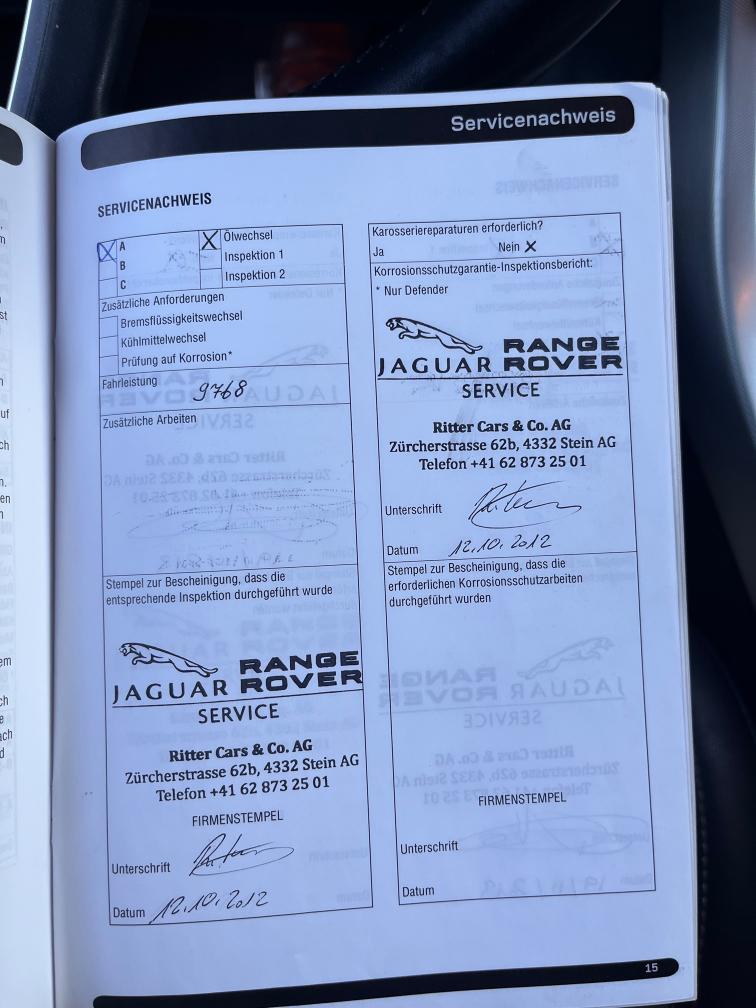 Servicenachweis
SERVICENACHWEIS
A
B
C
Ölwechsel
Inspektion 1
Inspektion 2
Zusätzliche Anforderungen
Bremsflüssigkeitswechsel
Kühlmittelwechsel
Prüfung auf Korrosion*
Fahrleistung
9768
Zusätzliche Arbeiten
Stempel zur Bescheinigung, dass die
entsprechende Inspektion durchgeführt wurde
JAGUAR RANGE ROVER
SERVICE
Ritter Cars & Co. AG
Zürcherstrasse 62b, 4332 Stein AG
Telefon +41 62 873 25 01
FIRMENSTEMPEL
Unterschrift
Datum 12.10.2012
Karosseriereparaturen erforderlich?
Ja Nein X
Korrosionsschutzgarantie-Inspektionsbericht:
* Nur Defender
JAGUAR RANGE ROVER
SERVICE
Ritter Cars & Co. AG
Zürcherstrasse 62b, 4332 Stein AG
Telefon +41 62 873 25 01
Unterschrift
Datum 12.10.2012
Stempel zur Bescheinigung, dass die
erforderlichen Korrosionsschutzarbeiten
durchgeführt wurden
FIRMENSTEMPEL
Unterschrift
Datum
15